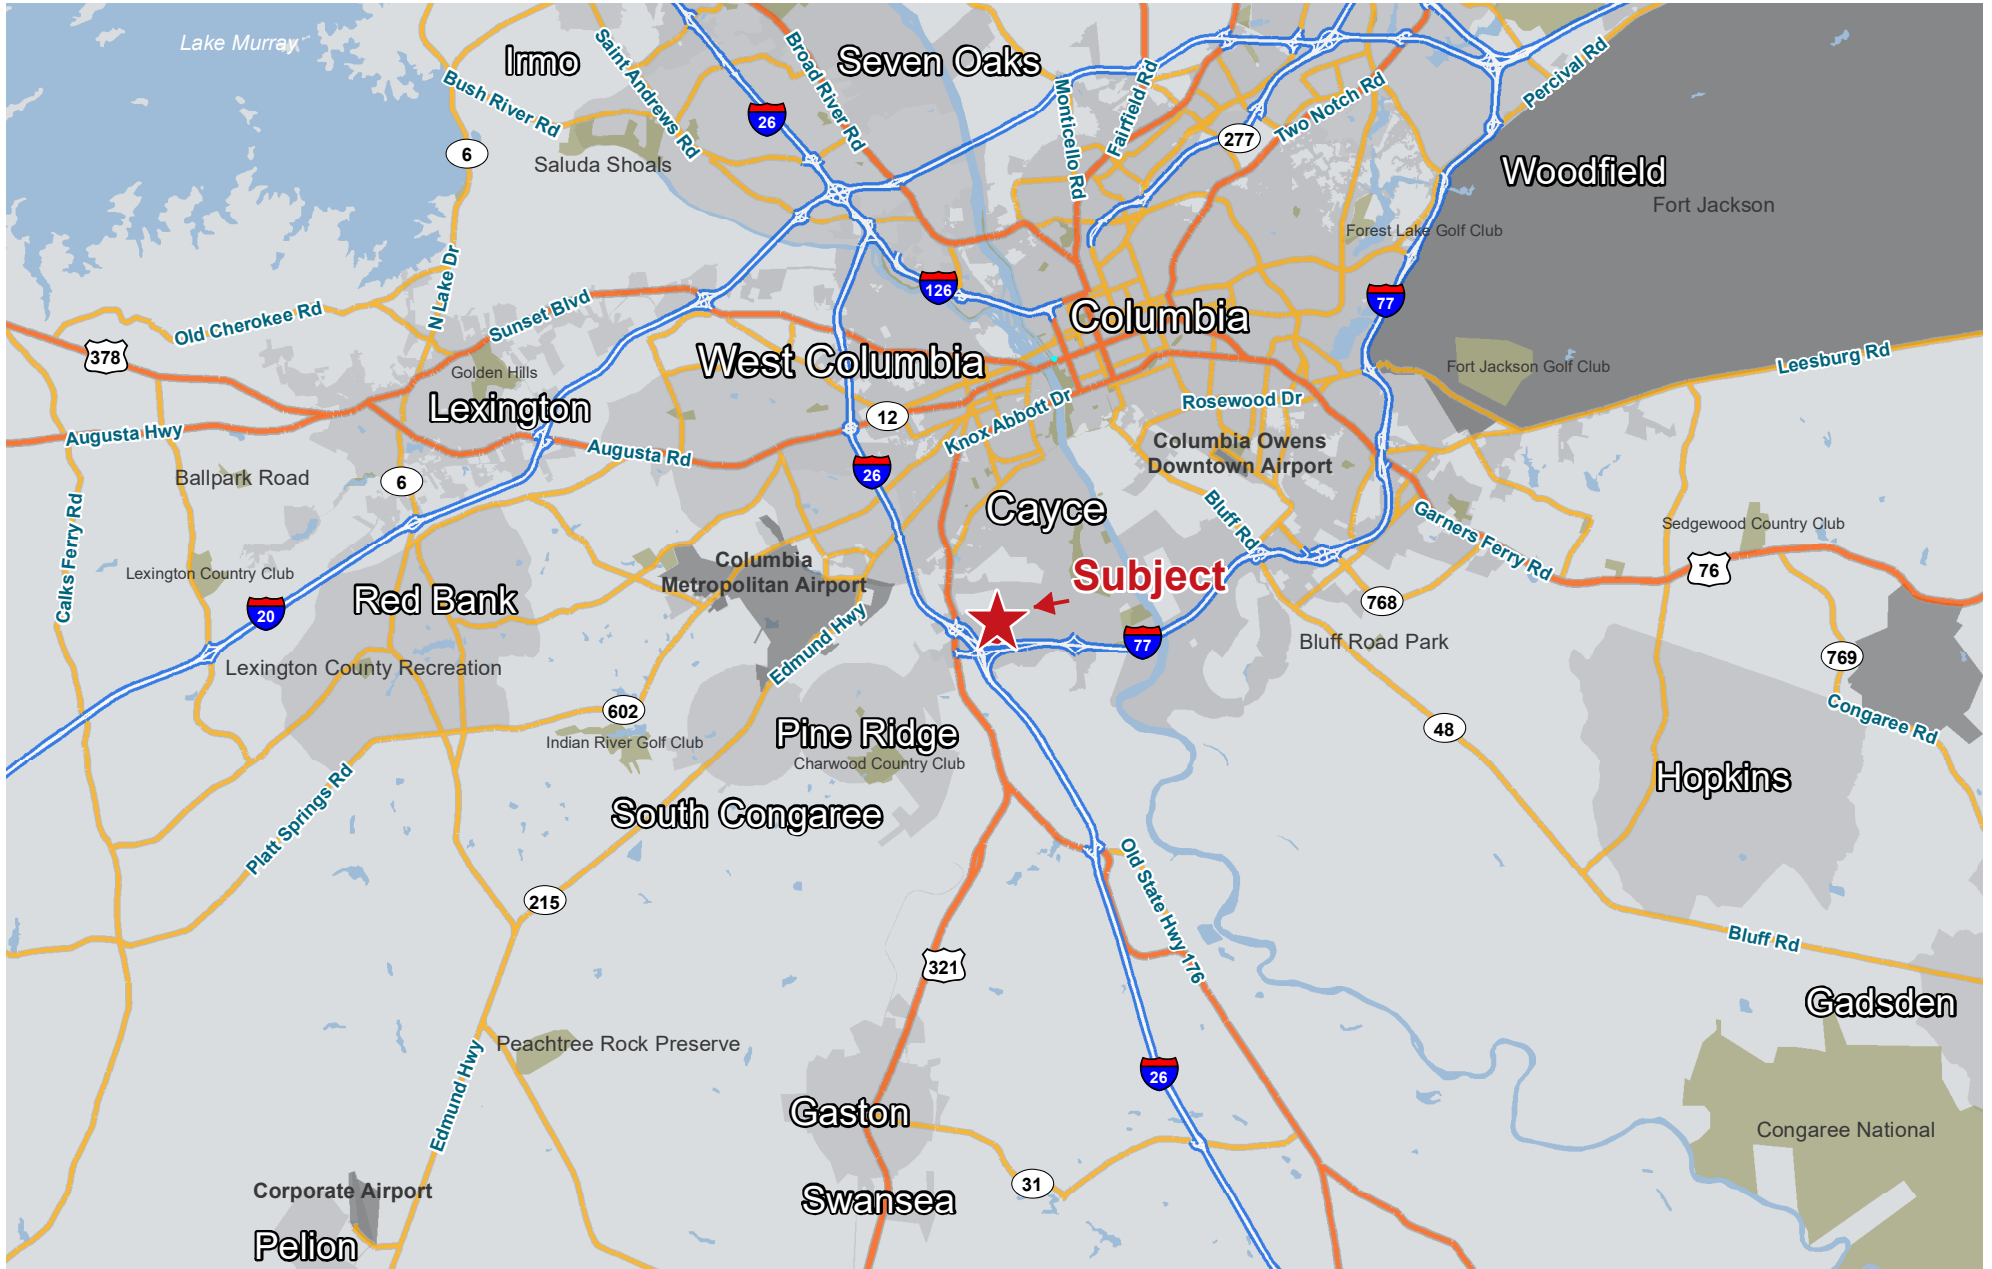 Lake Murray
Irmo
Saint Andrews Rd
Broad River Rd
Seven Oaks
Monticello Rd
Fairfield Rd
Two Notch Rd
Percival Rd
Bush River Rd
26
277
6
Saluda Shoals
Woodfield
Fort Jackson
Forest Lake Golf Club
N Lake Dr
126
77
Old Cherokee Rd
Sunset Blvd
Columbia
378
West Columbia
Golden Hills
Fort Jackson Golf Club
Leesburg Rd
Lexington
12
Knox Abbott Dr
Rosewood Dr
Augusta Hwy
Augusta Rd
Columbia Owens
Downtown Airport
Ballpark Road
6
26
Cayce
Bluff Rd
Garners Ferry Rd
Sedgewood Country Club
Calks Ferry Rd
Lexington Country Club
Columbia
Metropolitan Airport
Subject
76
20
Red Bank
768
Edmund Hwy
77
Bluff Road Park
769
Lexington County Recreation
602
Congaree Rd
Indian River Golf Club
Pine Ridge
Charwood Country Club
48
Hopkins
Platt Springs Rd
South Congaree
Old State Hwy 176
215
Bluff Rd
321
Gadsden
Peachtree Rock Preserve
Edmund Hwy
26
Gaston
Congaree National
31
Corporate Airport
Swansea
Pelion